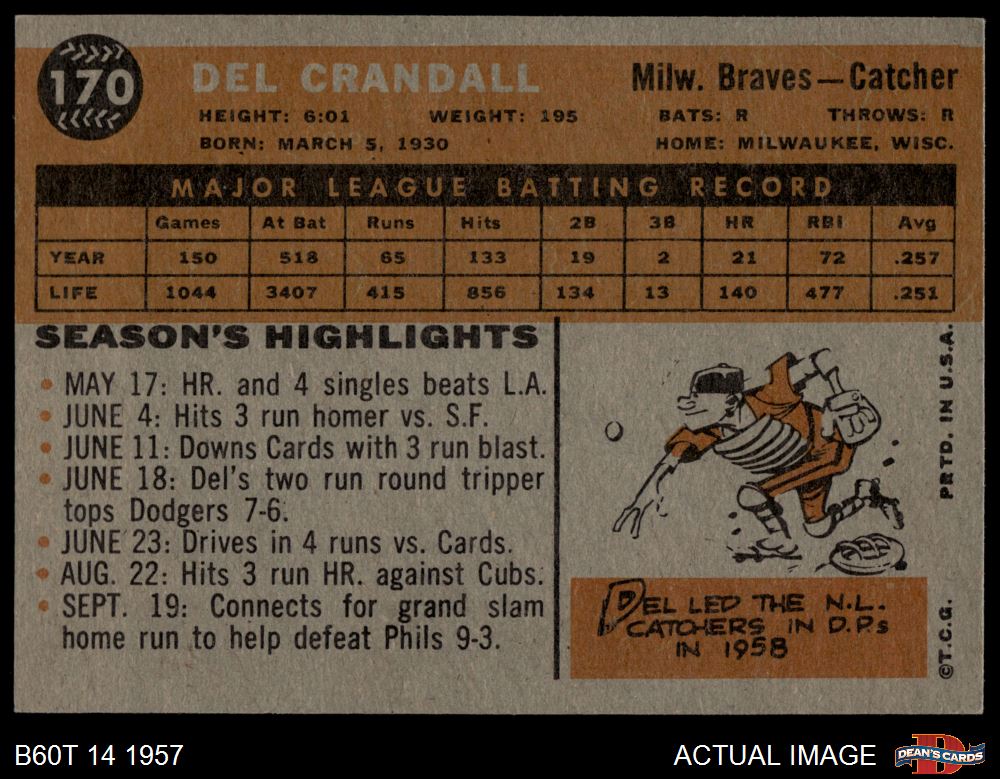 170
DEL CRANDALL
Milw. Braves—Catcher
HEIGHT: 6:01 WEIGHT: 195 BATS: R THROWS: R
BORN: MARCH 5, 1930 HOME: MILWAUKEE, WISC.
MAJOR LEAGUE BATTING RECORD
Games At Bat Runs Hits 2B 3B HR RBI Avg
YEAR 150 518 65 133 19 2 21 72 .257
LIFE 1044 3407 415 856 134 13 140 477 .251
SEASON'S HIGHLIGHTS
• MAY 17: HR. and 4 singles beats L.A.
• JUNE 4: Hits 3 run homer vs. S.F.
• JUNE 11: Downs Cards with 3 run blast.
• JUNE 18: Del's two run round tripper
tops Dodgers 7-6.
• JUNE 23: Drives in 4 runs vs. Cards.
• AUG. 22: Hits 3 run HR. against Cubs.
• SEPT. 19: Connects for grand slam
home run to help defeat Phils 9-3.
DEL LED THE N.L.
CATCHERS IN D.P.s
IN 1958
©T.C.G. PRTD. IN U.S.A.
B60T 14 1957
ACTUAL IMAGE
DEAN'S CARDS